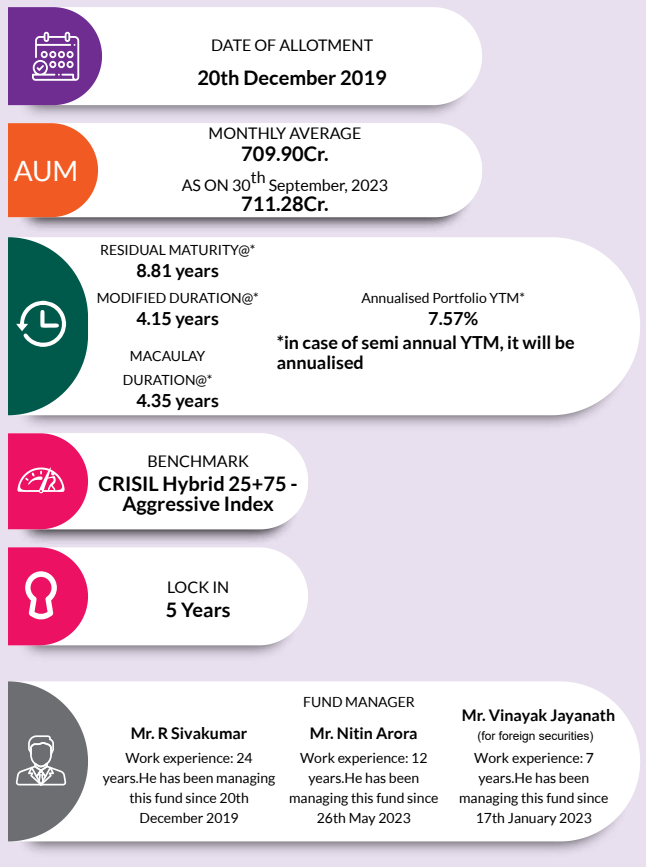 DATE OF ALLOTMENT
20th December 2019
AUM
MONTHLY AVERAGE
709.90Cr.
AS ON 30th September, 2023
711.28Cr.
RESIDUAL MATURITY@*
8.81 years
MODIFIED DURATION@*
4.15 years
MACAULAY
DURATION@*
4.35 years
Annualised Portfolio YTM*
7.57%
*in case of semi annual YTM, it will be
annualised
BENCHMARK
CRISIL Hybrid 25+75 -
Aggressive Index
LOCK IN
5 Years
FUND MANAGER
Mr. R Sivakumar
Work experience: 24
years.He has been managing
this fund since 20th
December 2019
Mr. Nitin Arora
Work experience: 12
years.He has been
managing this fund since
26th May 2023
Mr. Vinayak Jayanath
(for foreign securities)
Work experience: 7
years.He has been
managing this fund since
17th January 2023